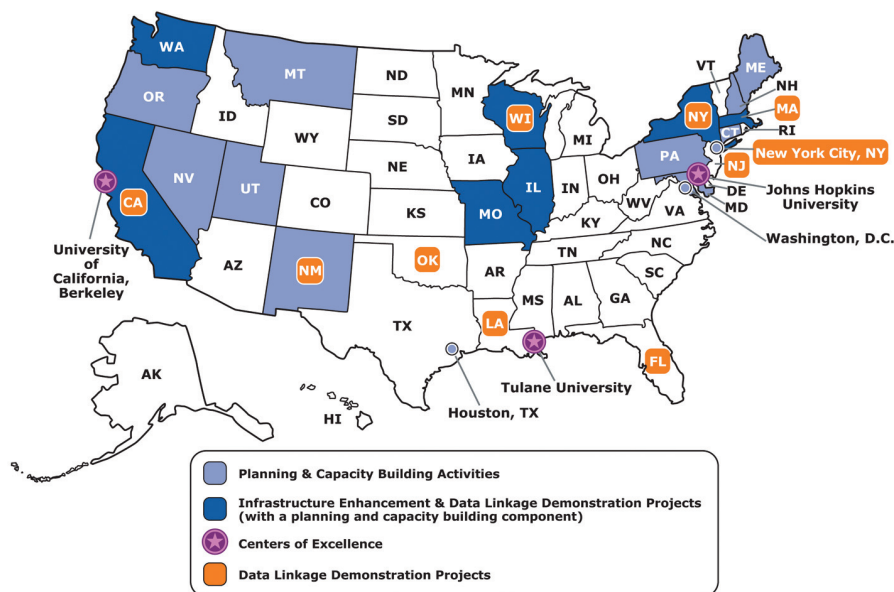 WA
MT
ND
MN
VT
ME
NH
OR
ID
SD
WI
NY
MA
WY
MI
CT
RI
New York City, NY
NE
IA
PA
NJ
NV
UT
IL
IN
OH
DE
MD
Johns Hopkins
University
CA
CO
KS
MO
WV
VA
KY
Washington, D.C.
University
of
California,
Berkeley
AZ
NM
OK
AR
TN
NC
SC
MS
AL
GA
TX
LA
FL
AK
HI
Houston, TX
Tulane University
Planning & Capacity Building Activities
Infrastructure Enhancement & Data Linkage Demonstration Projects
(with a planning and capacity building component)
Centers of Excellence
Data Linkage Demonstration Projects